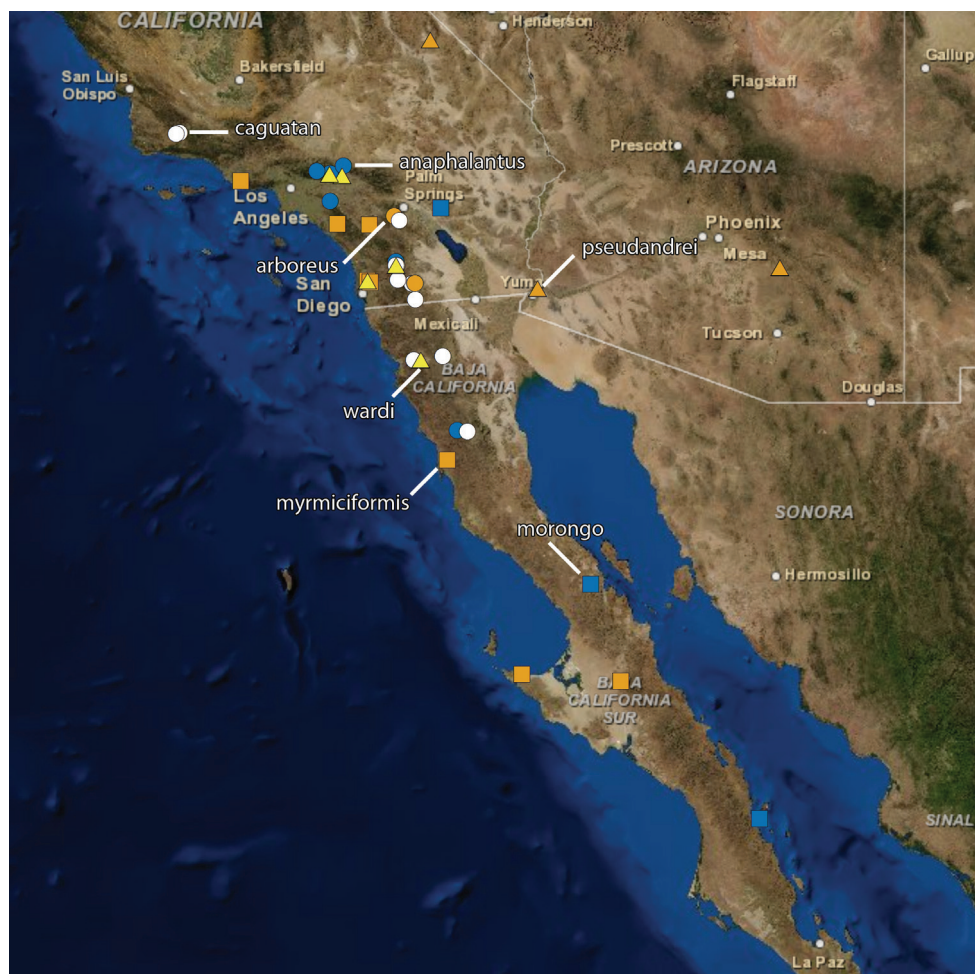 CALIFORNIA
Henderson
Gallup
San Luis
Obispo
Bakersfield
Flagstaff
caguatan
anaphalantus
Prescott
ARIZONA
Palm
Springs
Los
Angeles
Phoenix
Mesa
arboreus
pseudandrei
San
Diego
Yum
Mexicali
Tucson
BAJA
CALIFORNIA
Douglas
wardi
myrmiciformis
morongo
SONORA
Hermosillo
BAJA
CALIFORNIA
SUR
SINAL
La Paz